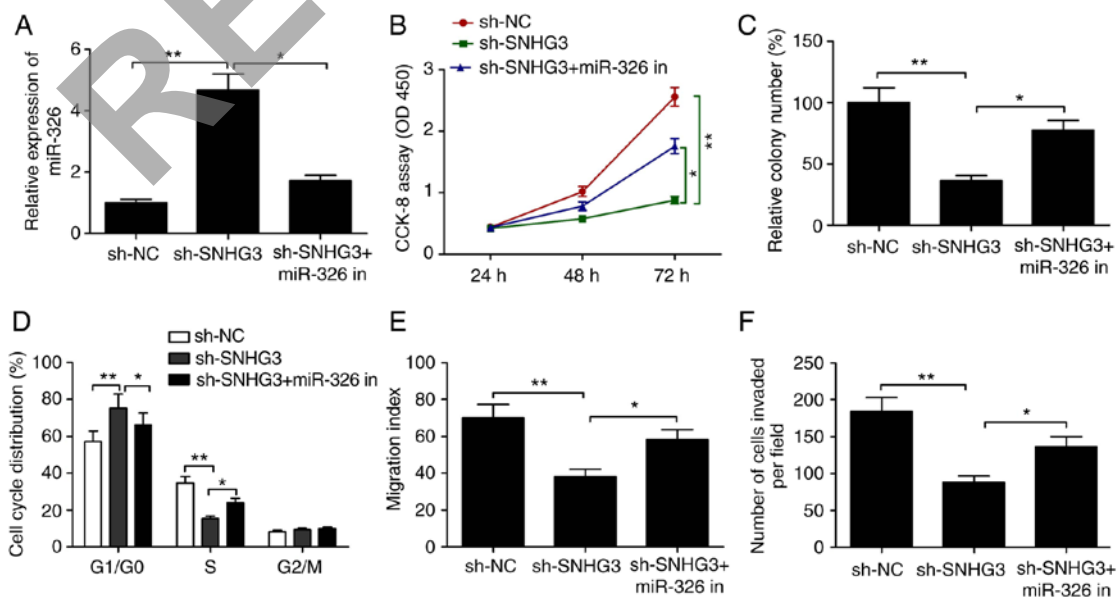 A
Relative expression of
miR-326
6
4
2
0
**
*
sh-NC
sh-SNHG3
sh-SNHG3+
miR-326 in
B
sh-NC
sh-SNHG3
sh-SNHG3+miR-326 in
CCK-8 assay (OD 450)
3
2
1
0
*
**
24 h
48 h
72 h
C
Relative colony number (%)
150
100
50
0
**
*
sh-NC
sh-SNHG3
sh-SNHG3+
miR-326 in
D
sh-NC
sh-SNHG3
sh-SNHG3+miR-326 in
Cell cycle distribution (%)
100
80
60
40
20
0
**
*
**
*
G1/G0
S
G2/M
E
Migration index
100
80
60
40
20
0
**
*
sh-NC
sh-SNHG3
sh-SNHG3+
miR-326 in
F
Number of cells invaded
per field
250
200
150
100
50
0
**
*
sh-NC
sh-SNHG3
sh-SNHG3+
miR-326 in
RE